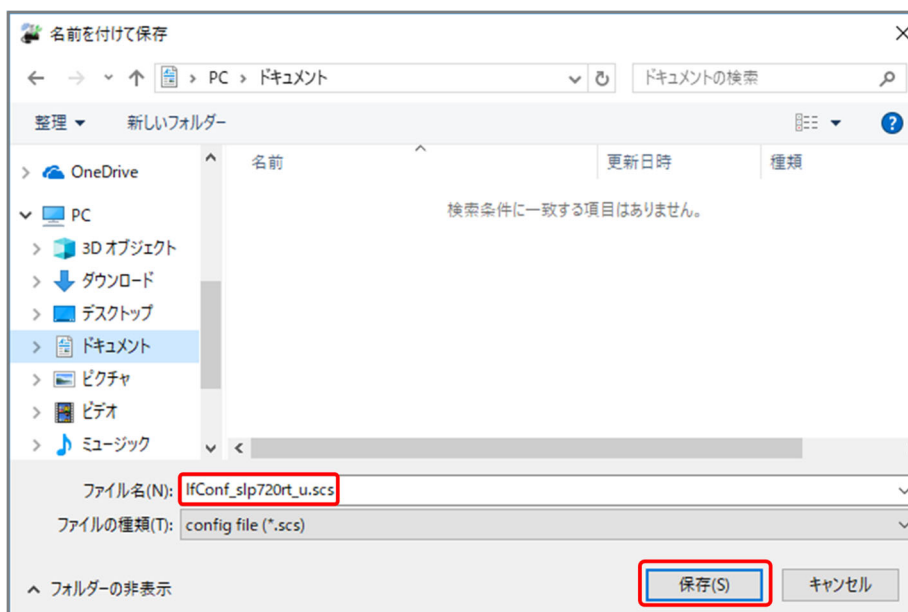 名前を付けて保存
PC › ドキュメント
ドキュメントの検索
整理
新しいフォルダー
OneDrive
PC
3D オブジェクト
ダウンロード
デスクトップ
ドキュメント
ピクチャ
ビデオ
ミュージック
名前
更新日時
種類
検索条件に一致する項目はありません。
ファイル名(N): IfConf_slp720rt_u.scs
ファイルの種類(T): config file (*.scs)
フォルダーの非表示
保存(S)
キャンセル